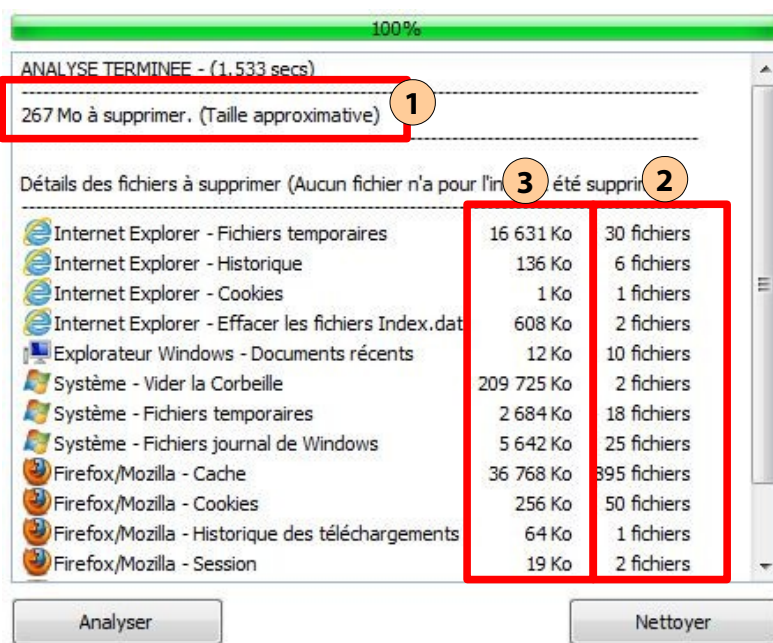 100%
ANALYSE TERMINEE - (1.533 secs)
1
267 Mo à supprimer. (Taille approximative)
Détails des fichiers à supprimer (Aucun fichier n'a pour l'in 3 été supprim 2
Internet Explorer - Fichiers temporaires 16 631 Ko 30 fichiers
Internet Explorer - Historique 136 Ko 6 fichiers
Internet Explorer - Cookies 1 Ko 1 fichiers
Internet Explorer - Effacer les fichiers Index.dat 608 Ko 2 fichiers
Explorateur Windows - Documents récents 12 Ko 10 fichiers
Système - Vider la Corbeille 209 725 Ko 2 fichiers
Système - Fichiers temporaires 2 684 Ko 18 fichiers
Système - Fichiers journal de Windows 5 642 Ko 25 fichiers
Firefox/Mozilla - Cache 36 768 Ko 895 fichiers
Firefox/Mozilla - Cookies 256 Ko 50 fichiers
Firefox/Mozilla - Historique des téléchargements 64 Ko 1 fichiers
Firefox/Mozilla - Session 19 Ko 2 fichiers
Analyser
Nettoyer